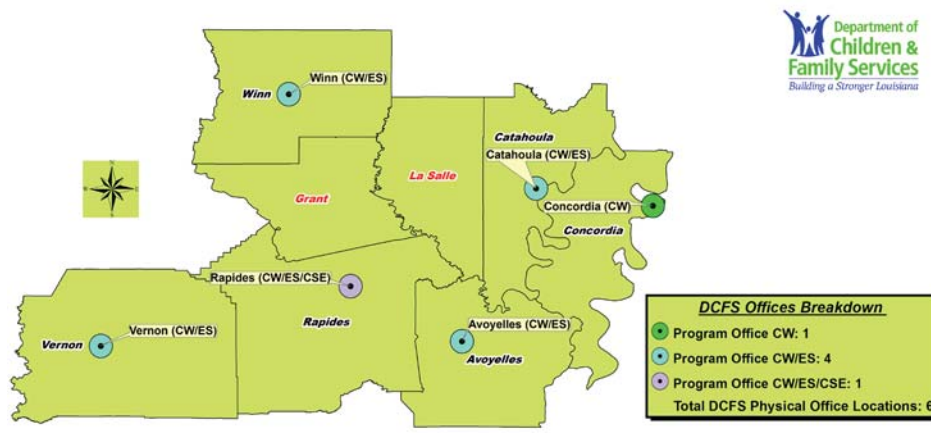 Department of
Children &
Family Services
Building a Stronger Louisiana
Winn (CW/ES)
Winn
Catahoula
Catahoula (CW/ES)
La Salle
Grant
Concordia (CW)
Concordia
Rapides (CW/ES/CSE)
Rapides
Vernon (CW/ES)
Vernon
Avoyelles (CW/ES)
Avoyelles
DCFS Offices Breakdown
Program Office CW: 1
Program Office CW/ES: 4
Program Office CW/ES/CSE: 1
Total DCFS Physical Office Locations: 6